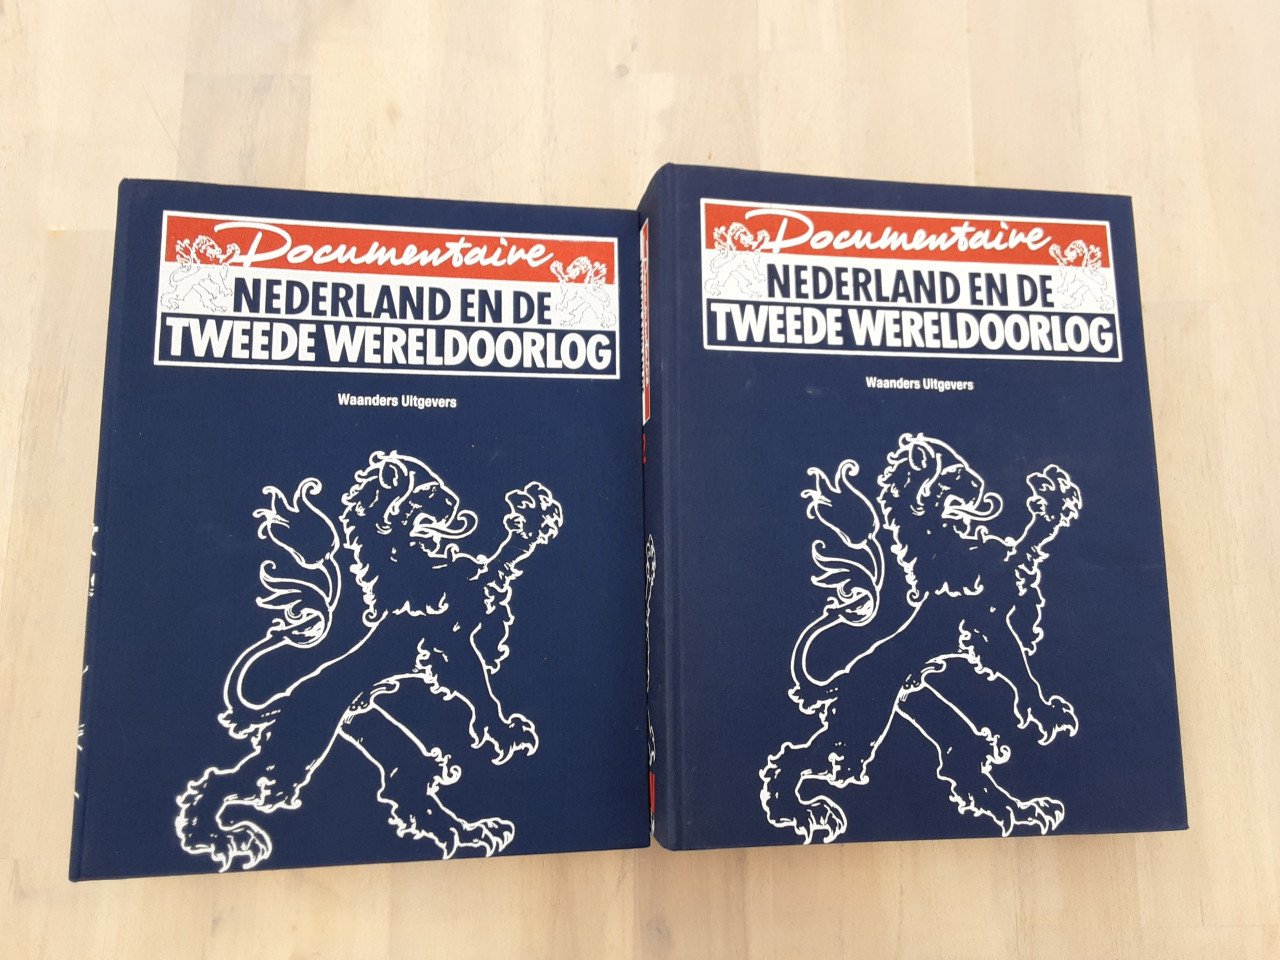 Documentaire
NEDERLAND EN DE
TWEEDE WERELDOORLOG
Waanders Uitgevers
Documentaire
NEDERLAND EN DE
TWEEDE WERELDOORLOG
Waanders Uitgevers